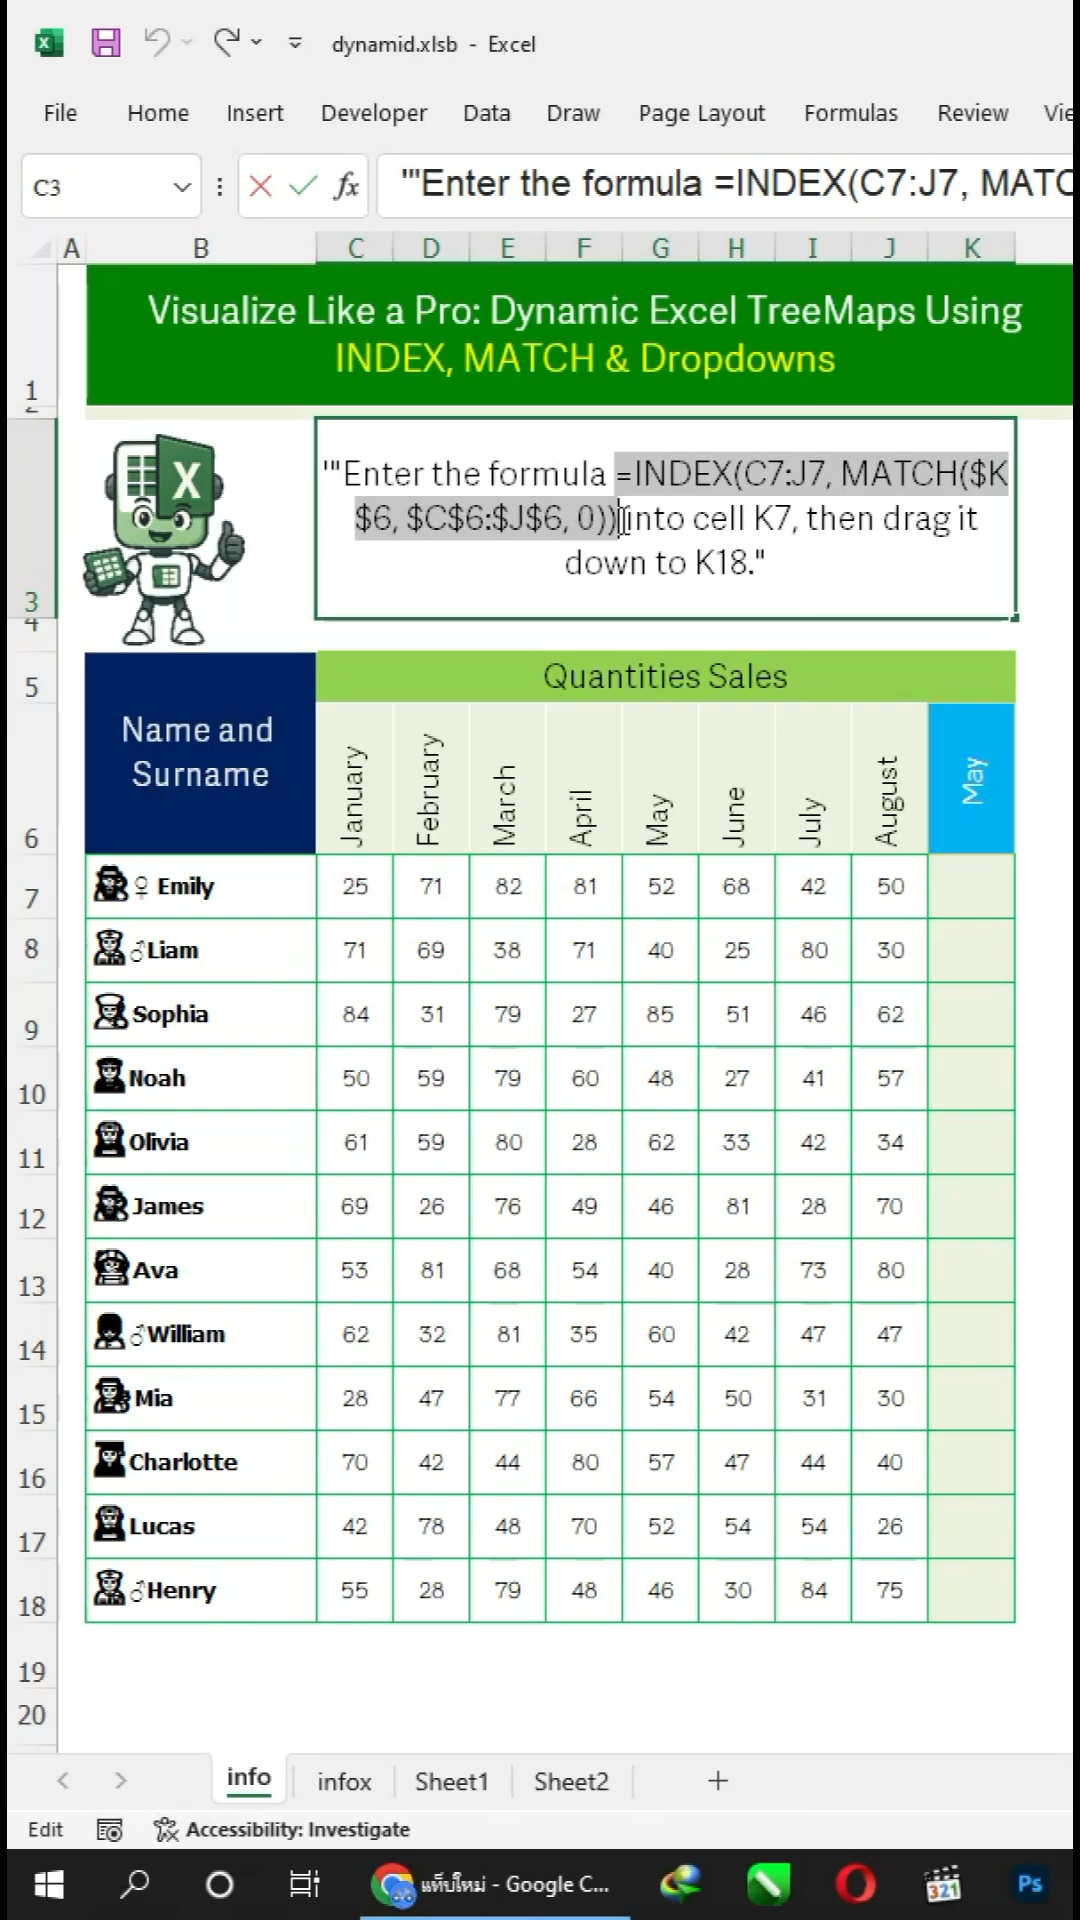 dynamid.xlsb - Excel
File Home Insert Developer Data Draw Page Layout Formulas Review Vie
C3 fx '"Enter the formula =INDEX(C7:J7, MATC
A B C D E F G H I J K
Visualize Like a Pro: Dynamic Excel TreeMaps Using
INDEX, MATCH & Dropdowns
1
2
'"Enter the formula =INDEX(C7:J7, MATCH($K
$6, $C$6:$J$6, 0)) into cell K7, then drag it
down to K18."
X
3
4
5 Quantities Sales
Name and
Surname
6 January February March April May June July August May
7 ♀ Emily 25 71 82 81 52 68 42 50
8 ♂Liam 71 69 38 71 40 25 80 30
9 Sophia 84 31 79 27 85 51 46 62
10 Noah 50 59 79 60 48 27 41 57
11 Olivia 61 59 80 28 62 33 42 34
12 James 69 26 76 49 46 81 28 70
13 Ava 53 81 68 54 40 28 73 80
14 ♂William 62 32 81 35 60 42 47 47
15 Mia 28 47 77 66 54 50 31 30
16 Charlotte 70 42 44 80 57 47 44 40
17 Lucas 42 78 48 70 52 54 54 26
18 ♂Henry 55 28 79 48 46 30 84 75
19
20
info infox Sheet1 Sheet2 +
Edit Accessibility: Investigate
แท็บใหม่ - Google C... 321 Ps